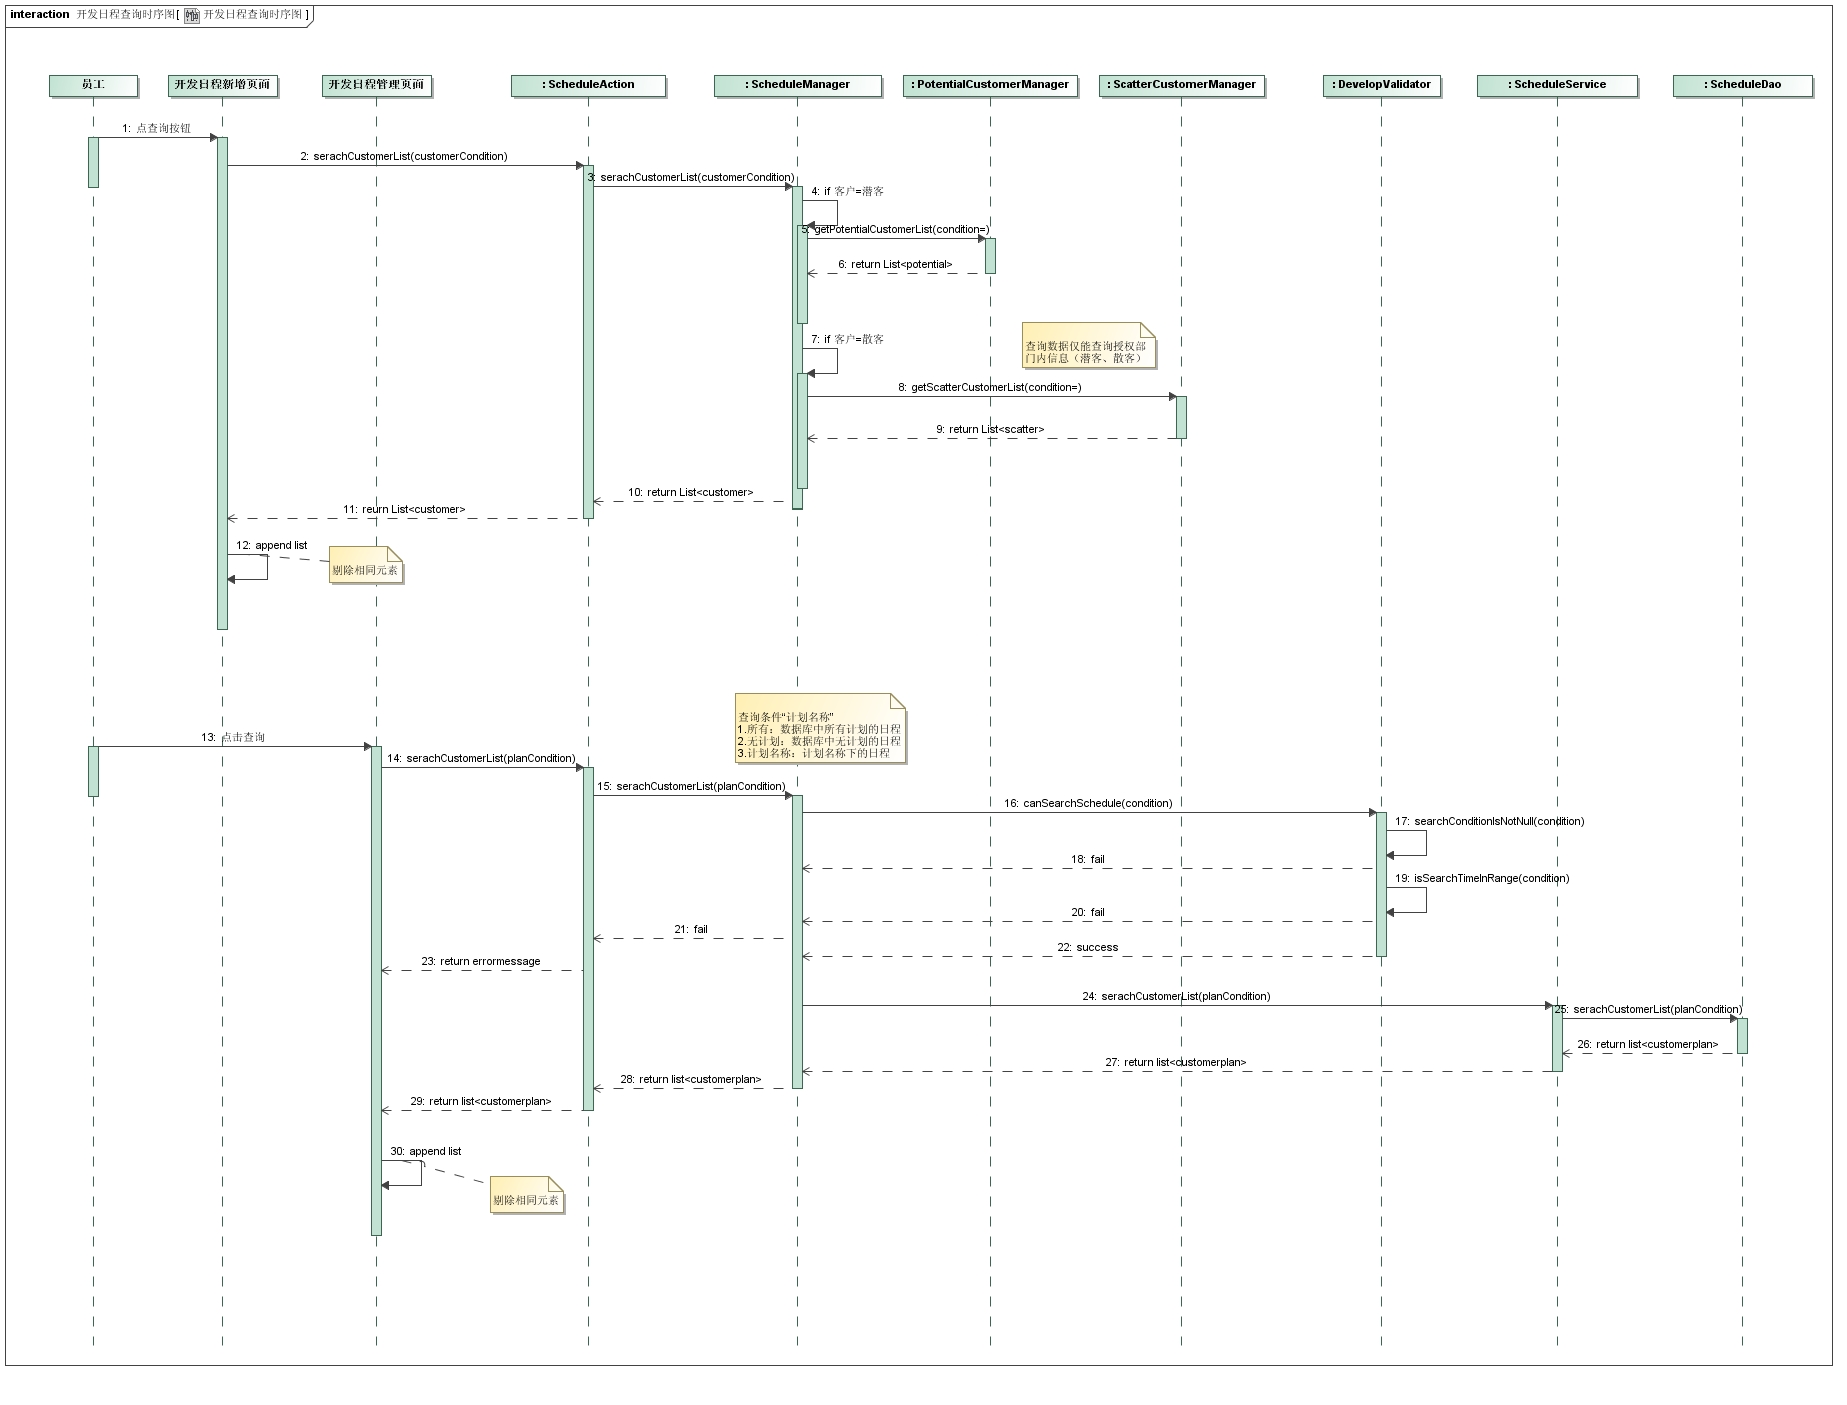 interaction 开发日程查询时序图[ 开发日程查询时序图 ]
员工
开发日程新增页面
开发日程管理页面
: ScheduleAction
: ScheduleManager
: PotentialCustomerManager
: ScatterCustomerManager
: DevelopValidator
: ScheduleService
: ScheduleDao
1: 点查询按钮
2: serachCustomerList(customerCondition)
3: serachCustomerList(customerCondition)
4: if 客户=潜客
5: getPotentialCustomerList(condition=)
6: return List<potential>
7: if 客户=散客
查询数据仅能查询授权部
门内信息（潜客、散客）
8: getScatterCustomerList(condition=)
9: return List<scatter>
10: return List<customer>
11: reurn List<customer>
12: append list
剔除相同元素
查询条件“计划名称”
1.所有：数据库中所有计划的日程
2.无计划：数据库中无计划的日程
3.计划名称：计划名称下的日程
13: 点击查询
14: serachCustomerList(planCondition)
15: serachCustomerList(planCondition)
16: canSearchSchedule(condition)
17: searchConditionIsNotNull(condition)
18: fail
19: isSearchTimeInRange(condition)
20: fail
21: fail
22: success
23: return errormessage
24: serachCustomerList(planCondition)
25: serachCustomerList(planCondition)
26: return list<customerplan>
27: return list<customerplan>
28: return list<customerplan>
29: return list<customerplan>
30: append list
剔除相同元素